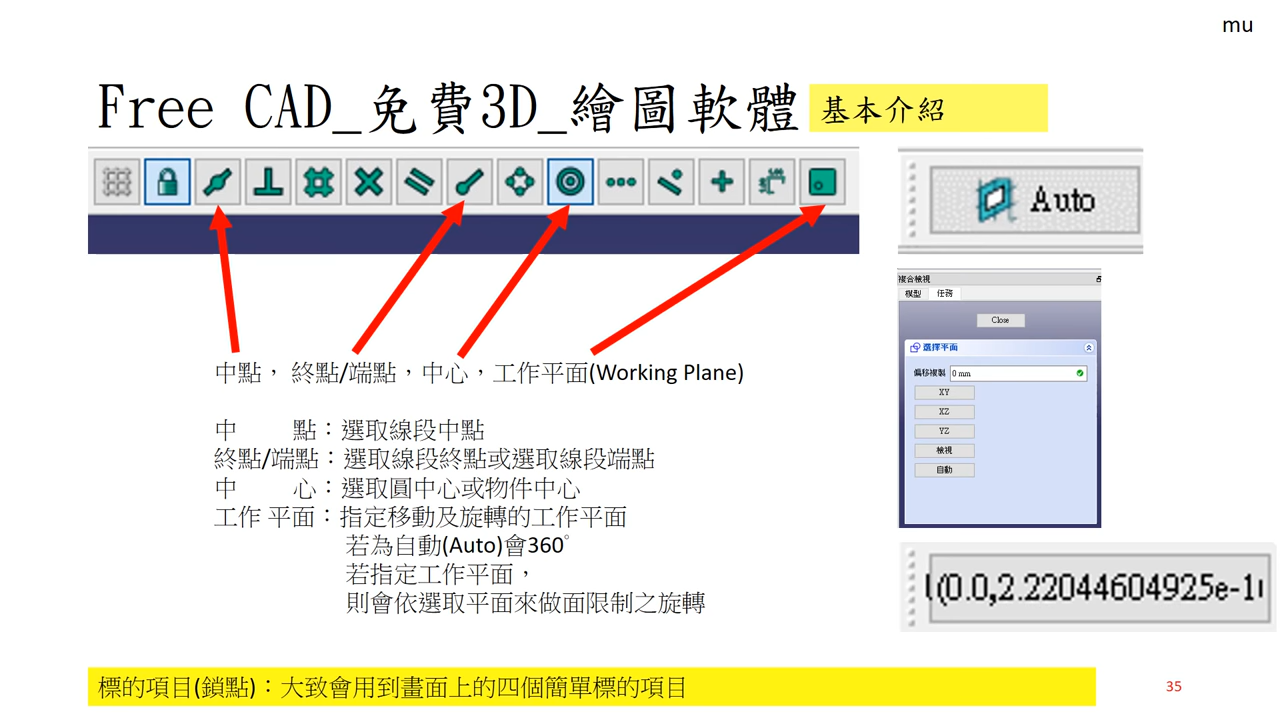 mu
Free CAD_免費3D_繪圖軟體
基本介紹
Auto
複合檢視
模型 任務
Close
選擇平面
偏移複製 0 mm
XY
XZ
YZ
檢視
自動
中點， 終點/端點，中心，工作平面(Working Plane)
中 點：選取線段中點
終點/端點：選取線段終點或選取線段端點
中 心：選取圓中心或物件中心
工作 平面：指定移動及旋轉的工作平面
若為自動(Auto)會360°
若指定工作平面，
則會依選取平面來做面限制之旋轉
(0.0,2.22044604925e-1
標的項目(鎖點)：大致會用到畫面上的四個簡單標的項目
35